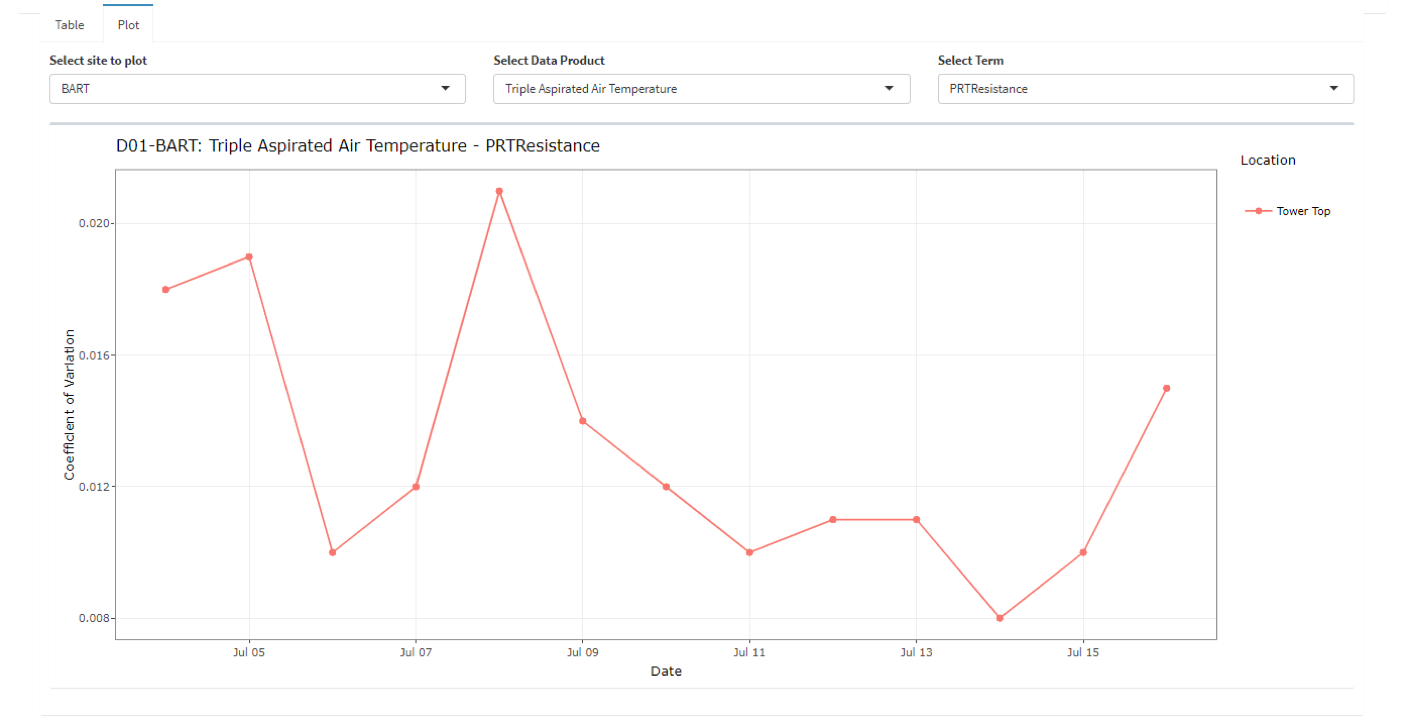 Table Plot
Select site to plot Select Data Product Select Term
BART Triple Aspirated Air Temperature PRTResistance
D01-BART: Triple Aspirated Air Temperature - PRTResistance
Location
Tower Top
0.020
0.016
0.012
0.008
Coefficient of Variation
Jul 05 Jul 07 Jul 09 Jul 11 Jul 13 Jul 15
Date